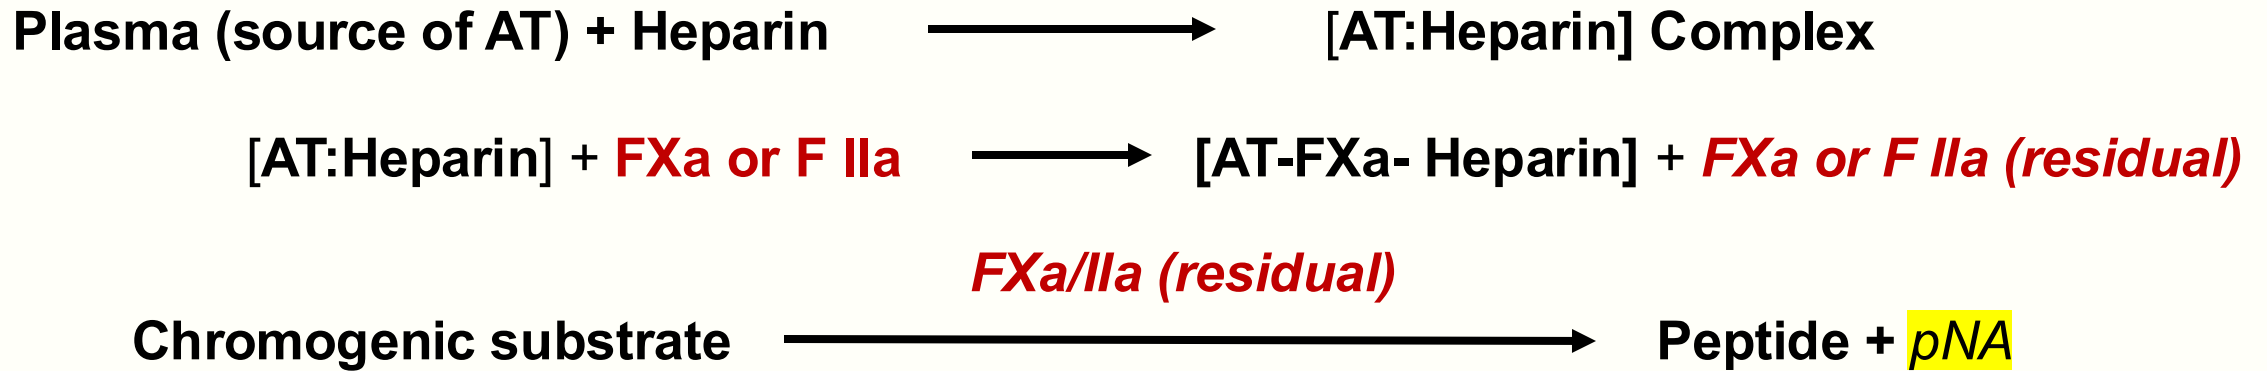 Plasma (source of AT) + Heparin [AT:Heparin] Complex
[AT:Heparin] + FXa or F IIa [AT-FXa- Heparin] + FXa or F IIa (residual)
FXa/IIa (residual)
Chromogenic substrate Peptide + pNA